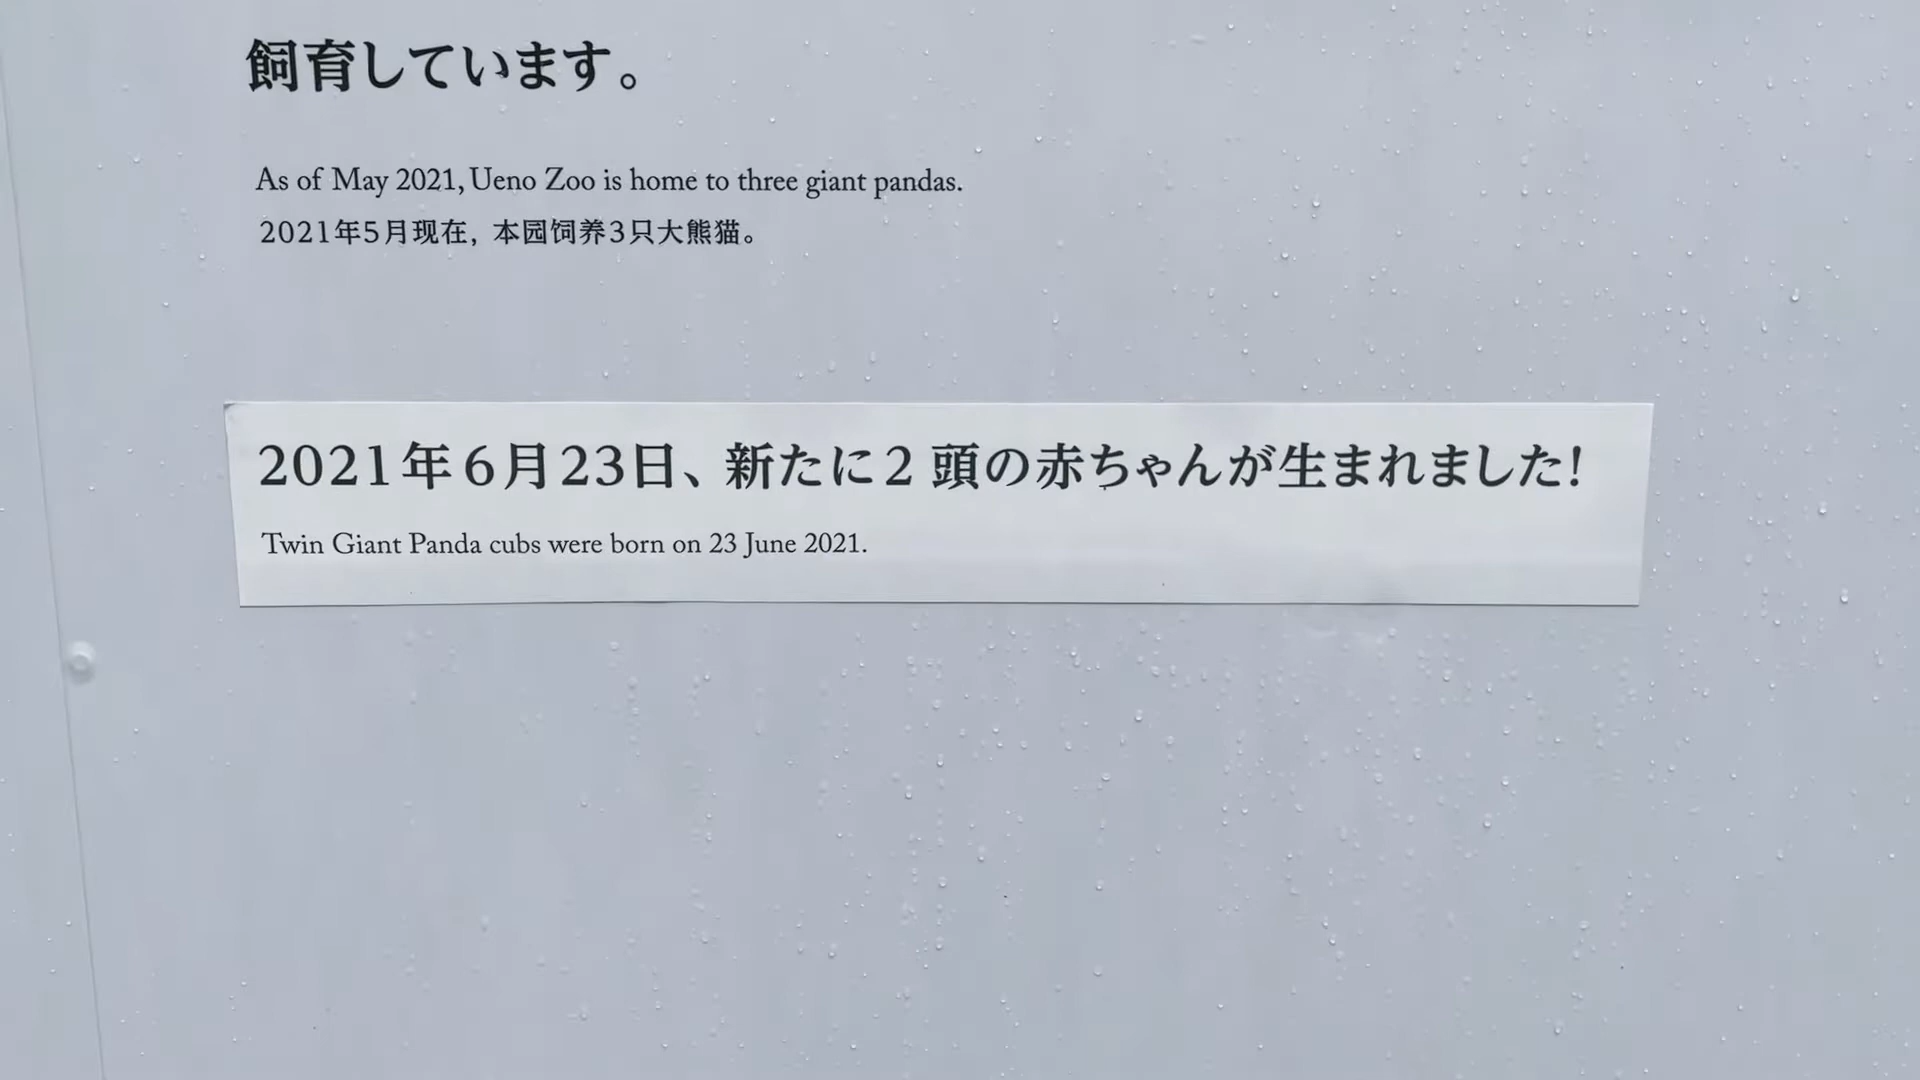 飼育しています。
As of May 2021, Ueno Zoo is home to three giant pandas.
2021年5月现在，本园饲养3只大熊猫。
2021年6月23日、新たに2頭の赤ちゃんが生まれました!
Twin Giant Panda cubs were born on 23 June 2021.